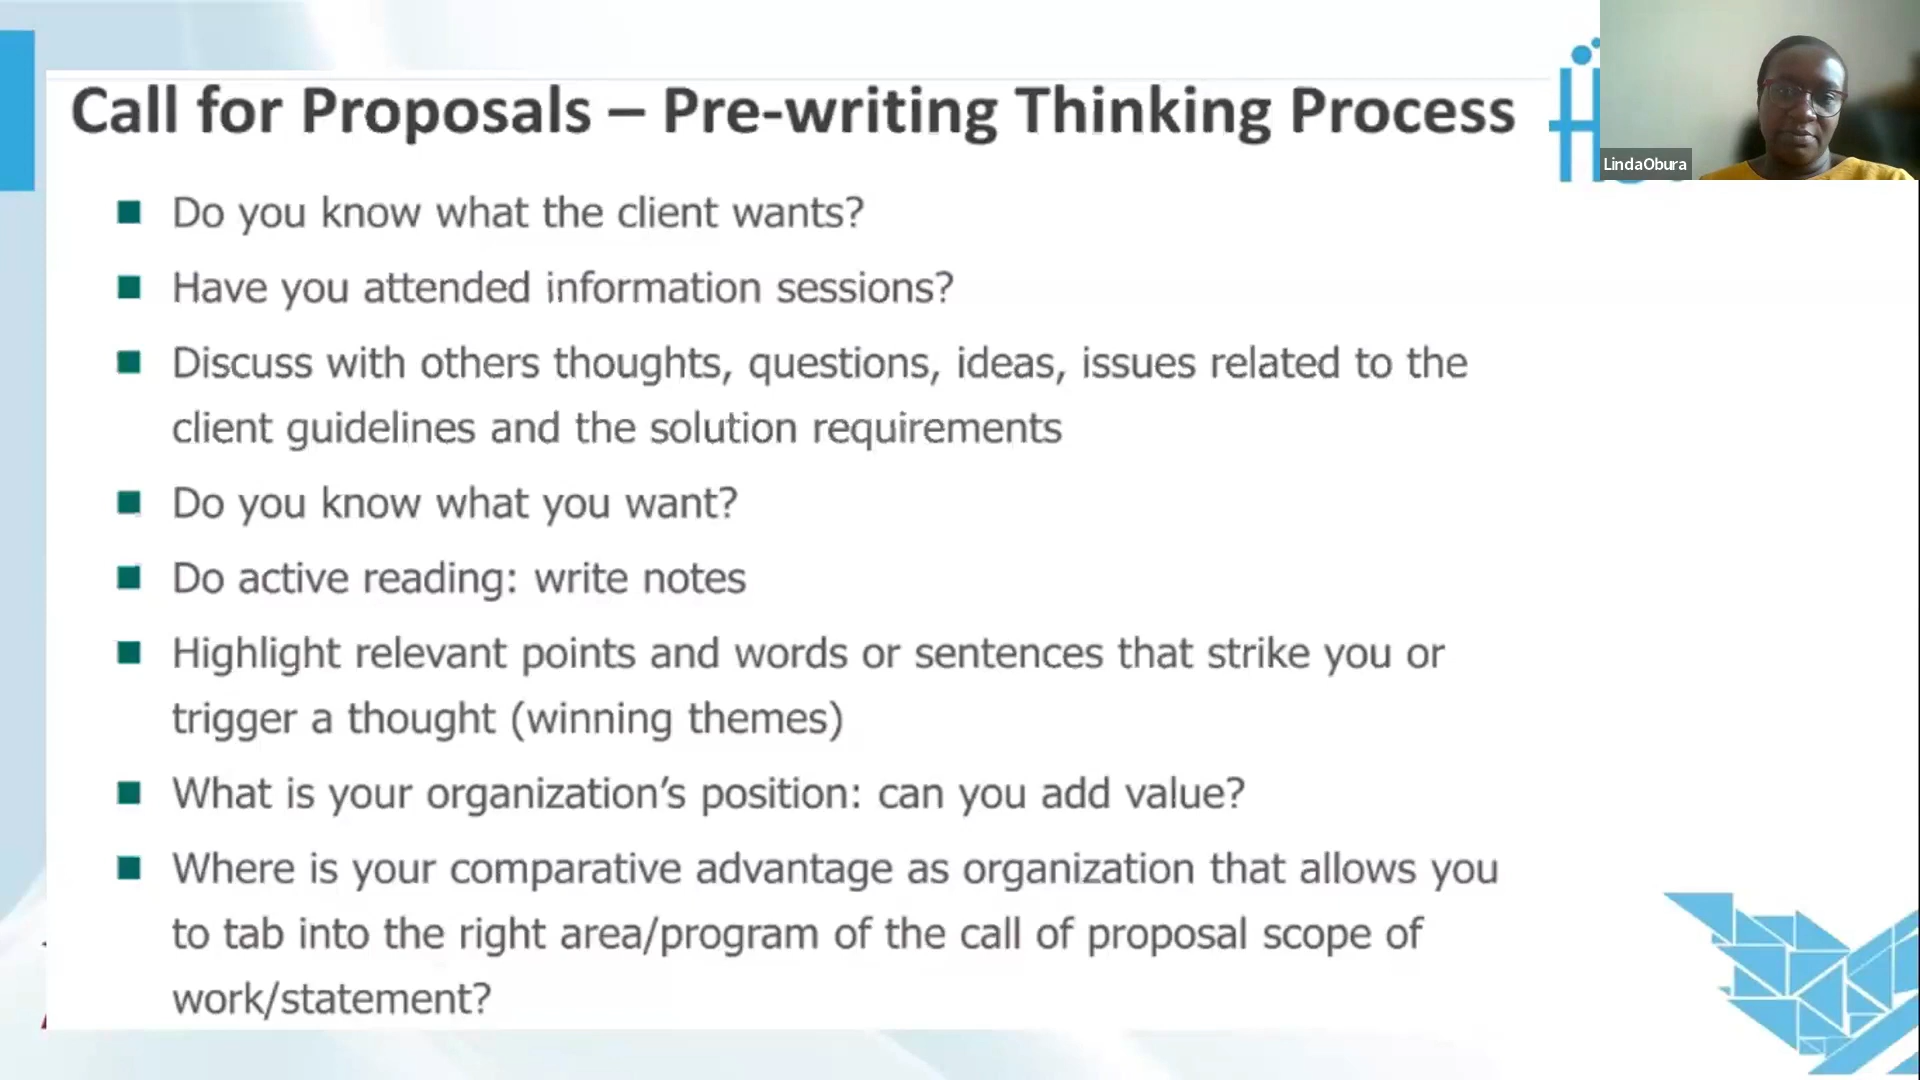 Call for Proposals – Pre-writing Thinking Process
LindaObura
Do you know what the client wants?
Have you attended information sessions?
Discuss with others thoughts, questions, ideas, issues related to the
client guidelines and the solution requirements
Do you know what you want?
Do active reading: write notes
Highlight relevant points and words or sentences that strike you or
trigger a thought (winning themes)
What is your organization’s position: can you add value?
Where is your comparative advantage as organization that allows you
to tab into the right area/program of the call of proposal scope of
work/statement?